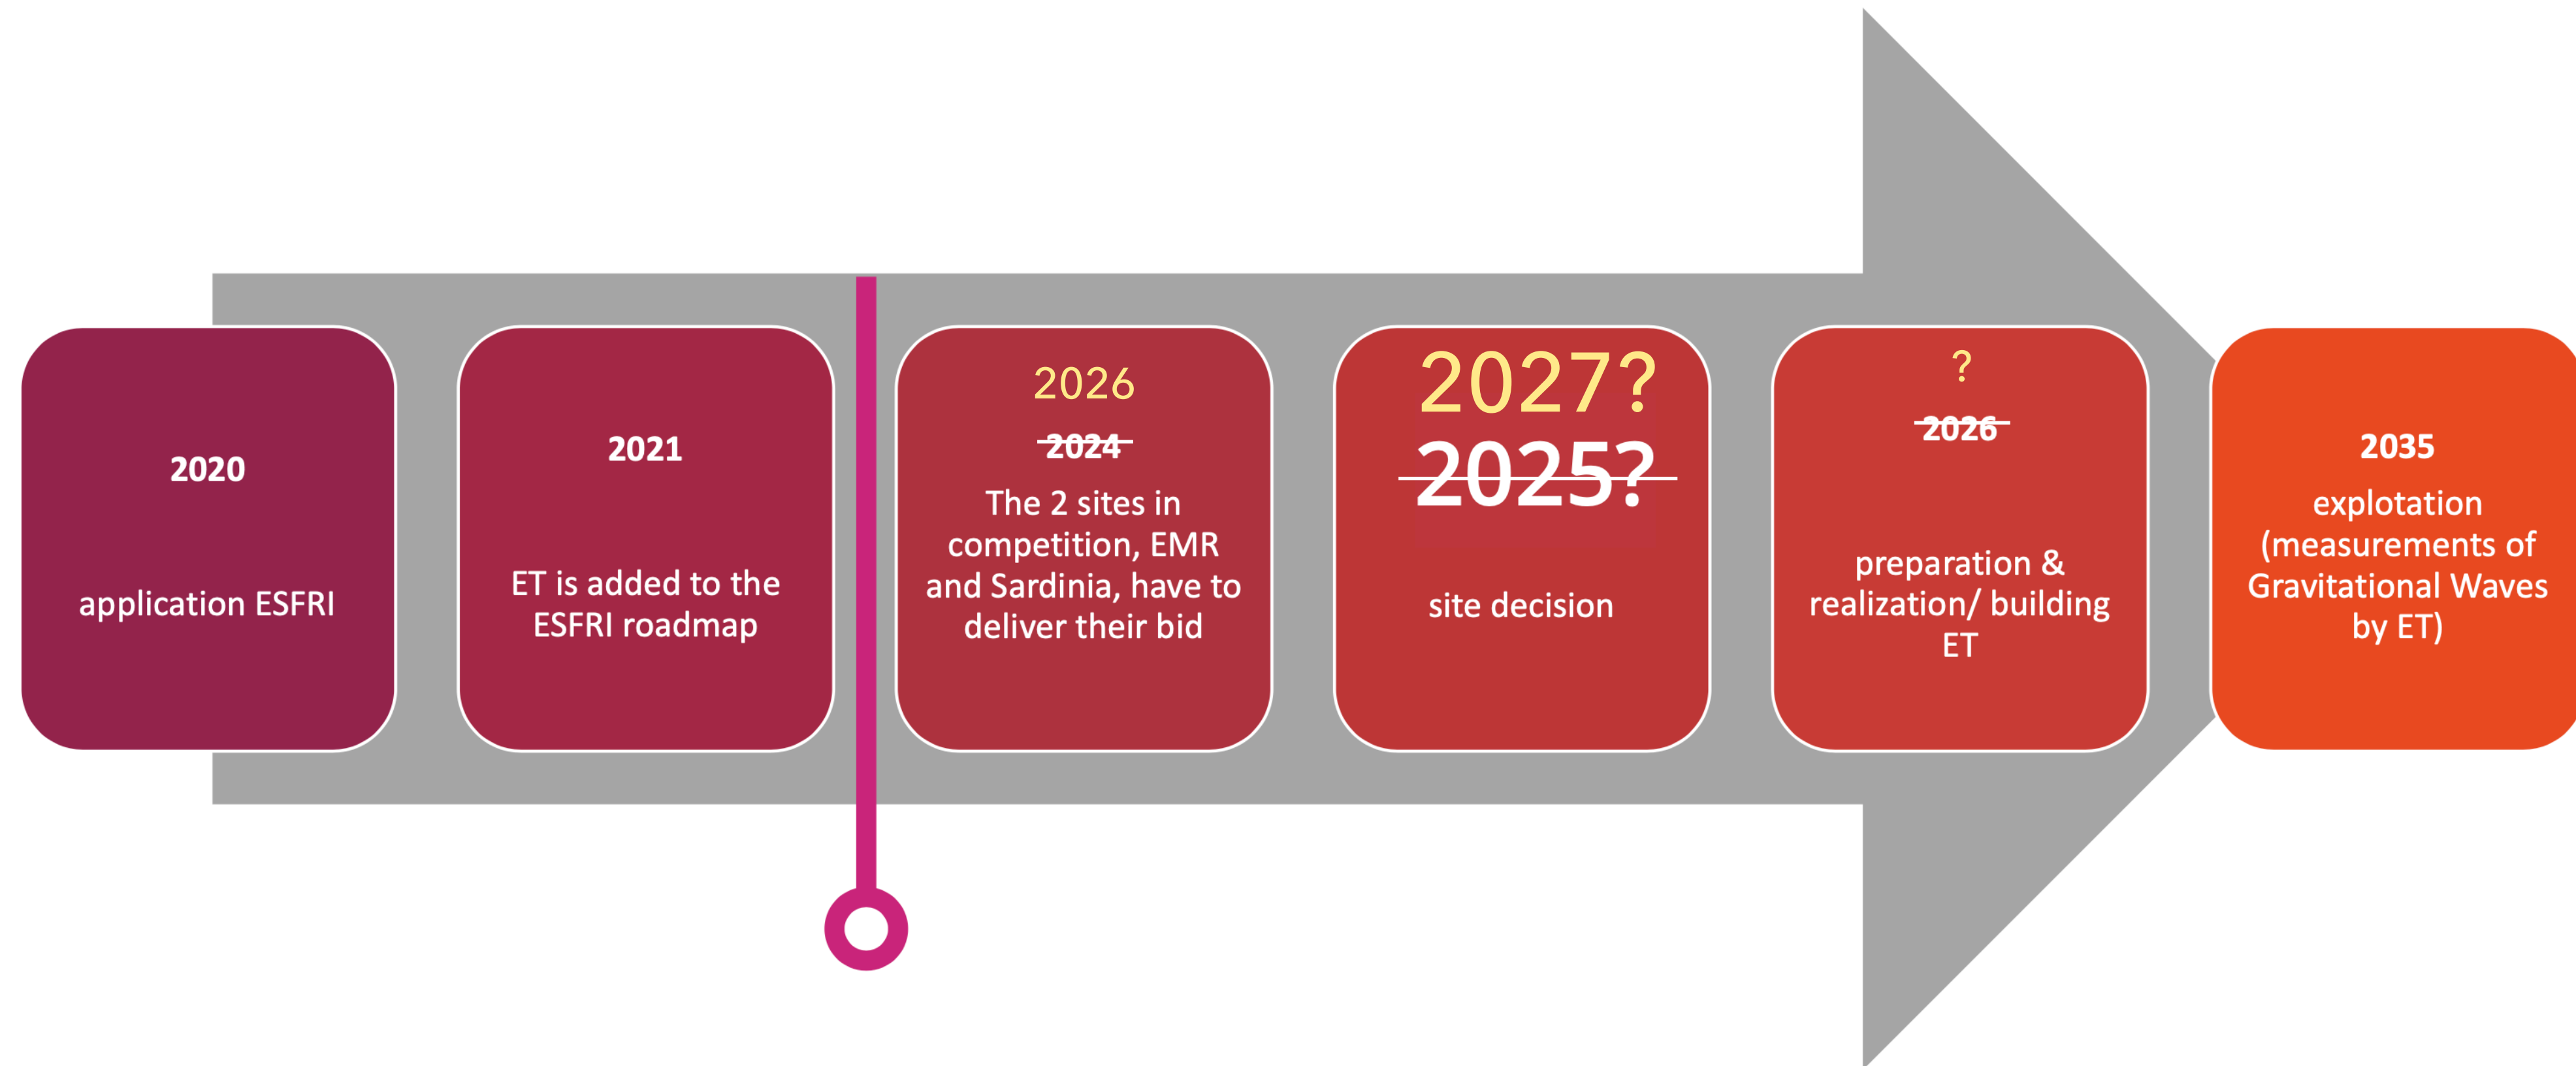 2020
application ESFRI
2021
ET is added to the
ESFRI roadmap
2026
2024
The 2 sites in
competition, EMR
and Sardinia, have to
deliver their bid
2027?
2025?
site decision
?
2026
preparation &
realization/ building
ET
2035
explotation
(measurements of
Gravitational Waves
by ET)